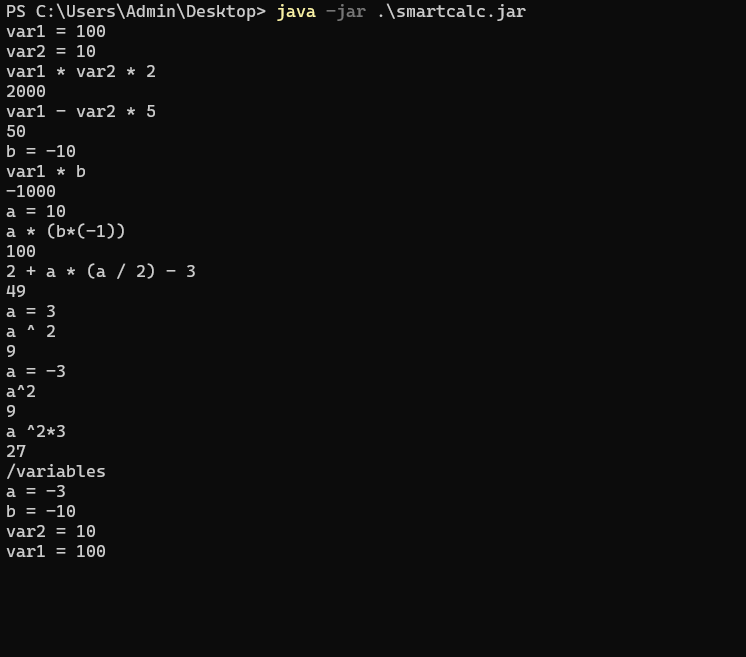 PS C:\Users\Admin\Desktop> java -jar .\smartcalc.jar
var1 = 100
var2 = 10
var1 * var2 * 2
2000
var1 - var2 * 5
50
b = -10
var1 * b
-1000
a = 10
a * (b*(-1))
100
2 + a * (a / 2) - 3
49
a = 3
a ^ 2
9
a = -3
a^2
9
a ^2*3
27
/variables
a = -3
b = -10
var2 = 10
var1 = 100